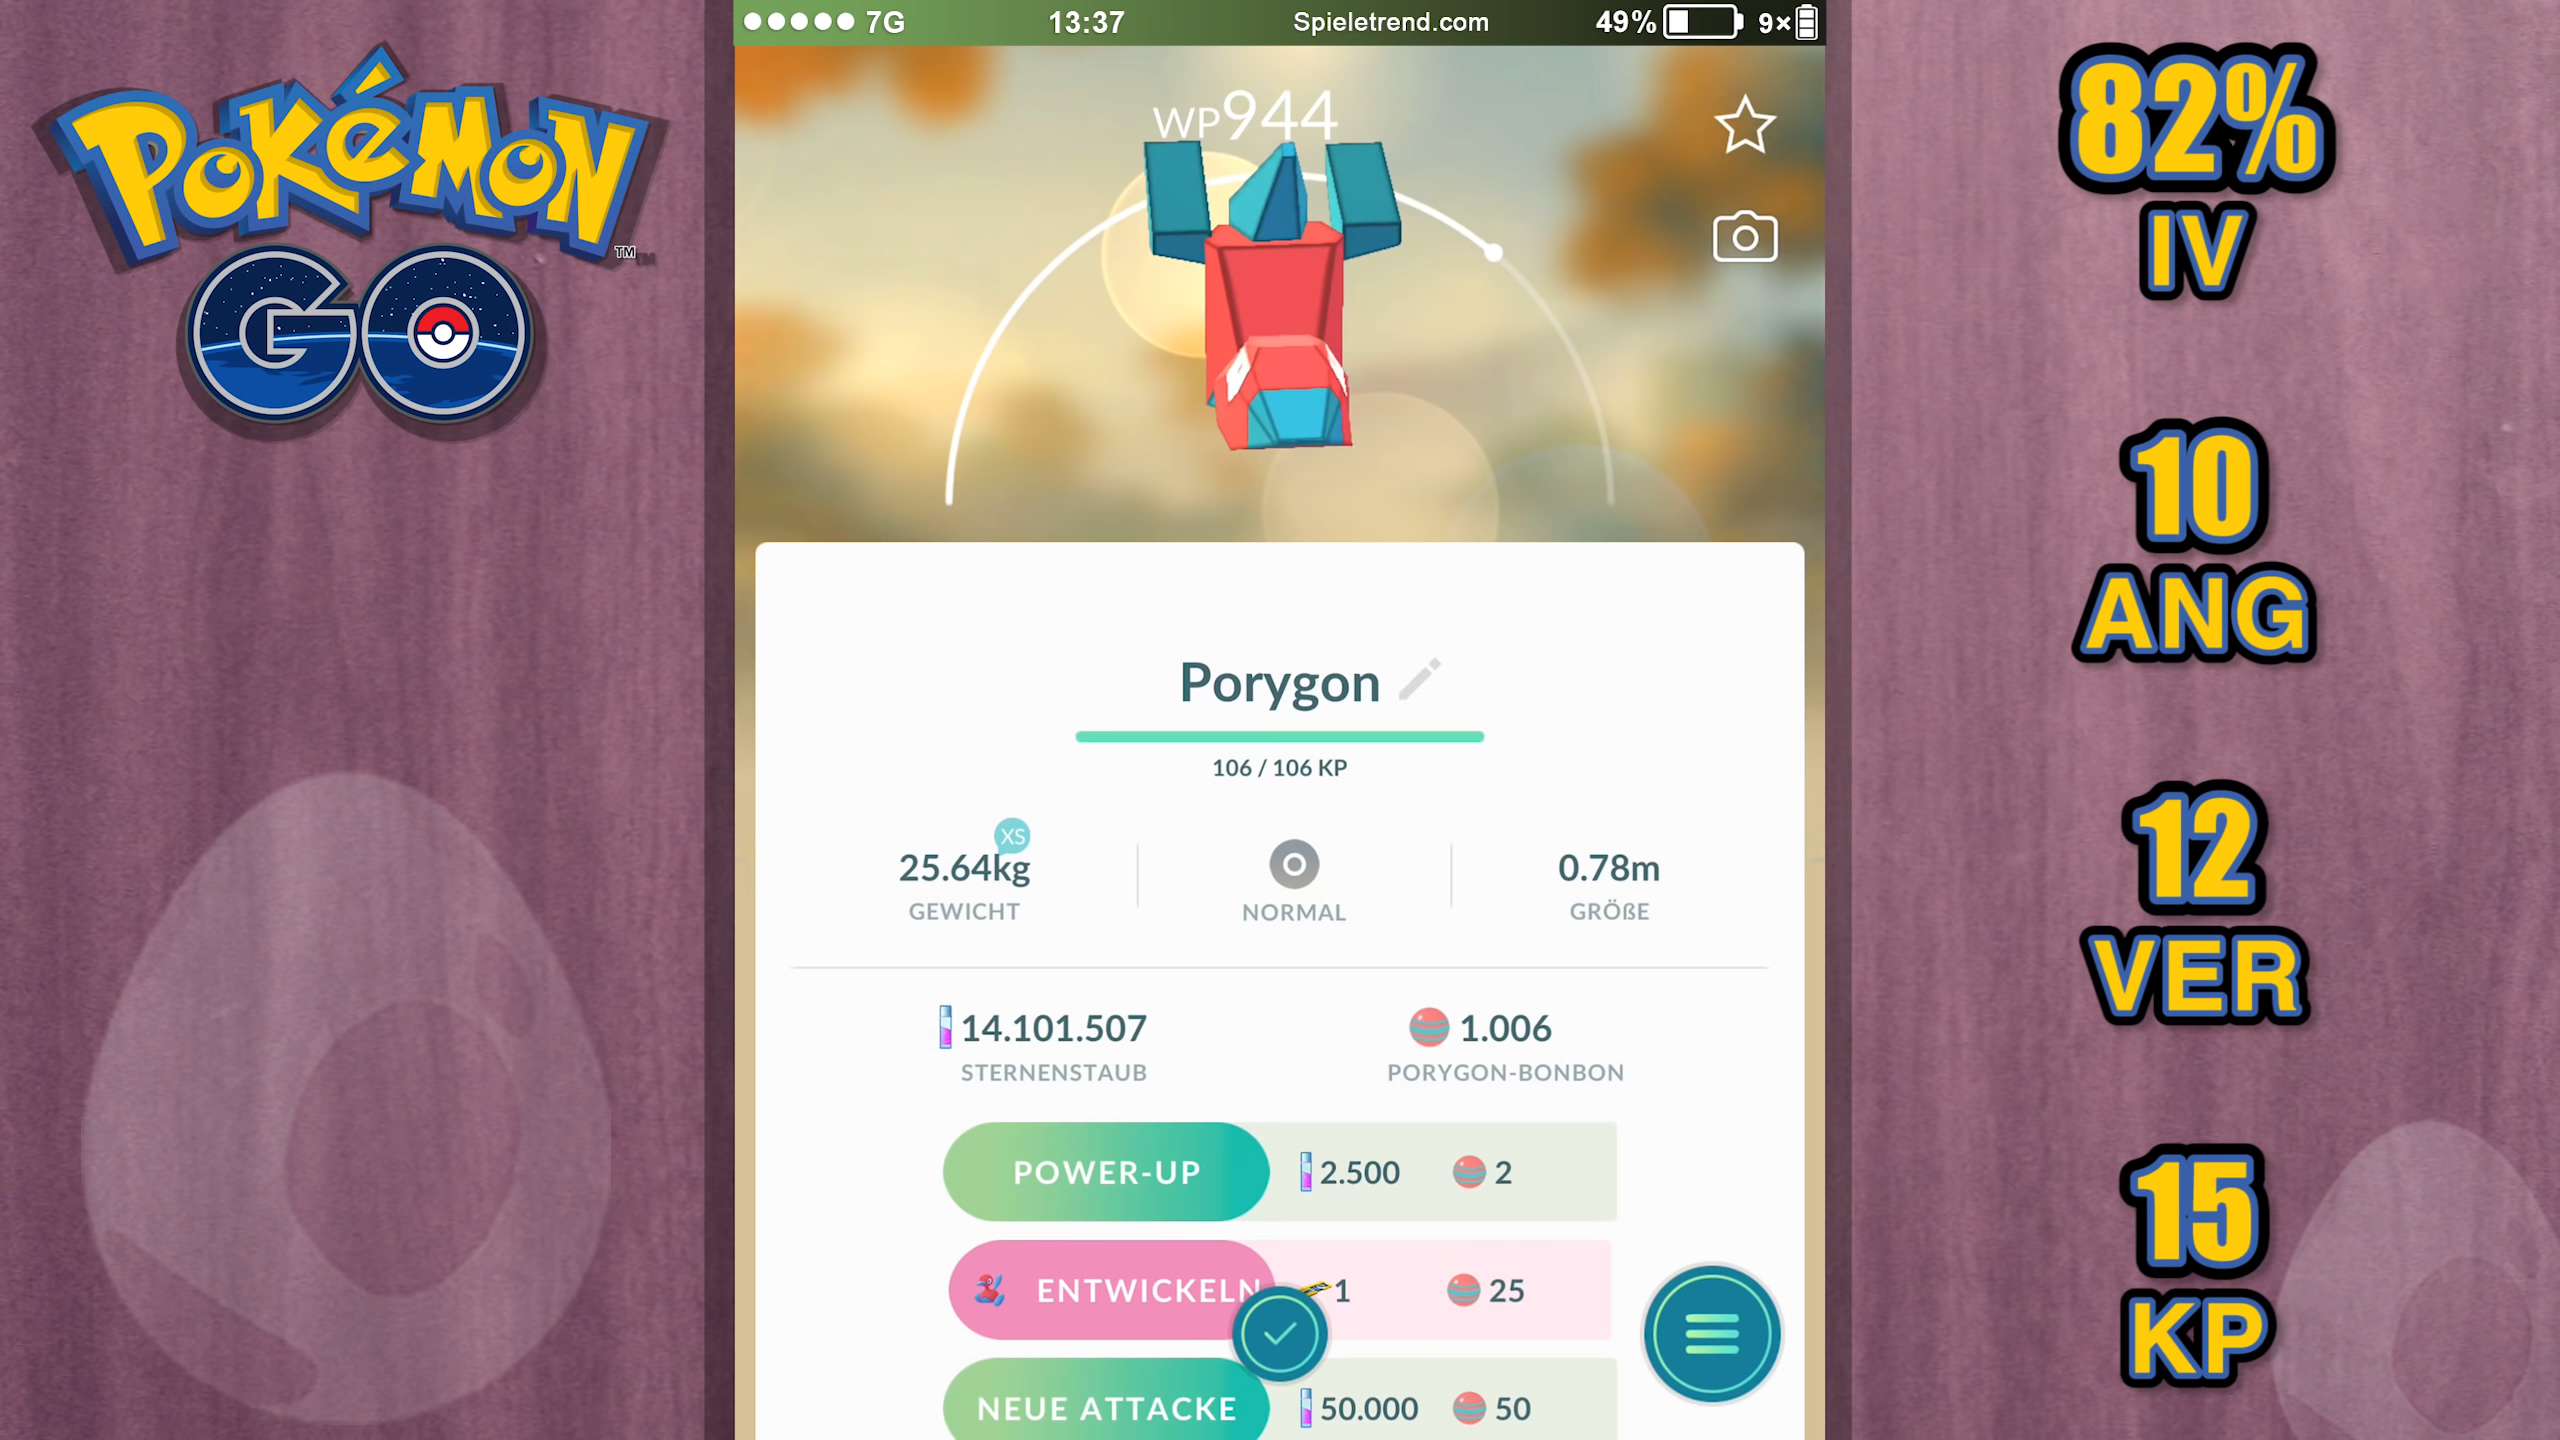 POKéMON
TM
GO
7G 13:37 Spieletrend.com 49% 9×
WP944
Porygon
106 / 106 KP
XS
25.64kg
GEWICHT
NORMAL
0.78m
GRÖßE
14.101.507
STERNENSTAUB
1.006
PORYGON-BONBON
POWER-UP 2.500 2
ENTWICKELN 1 25
NEUE ATTACKE 50.000 50
82%
IV
10
ANG
12
VER
15
KP